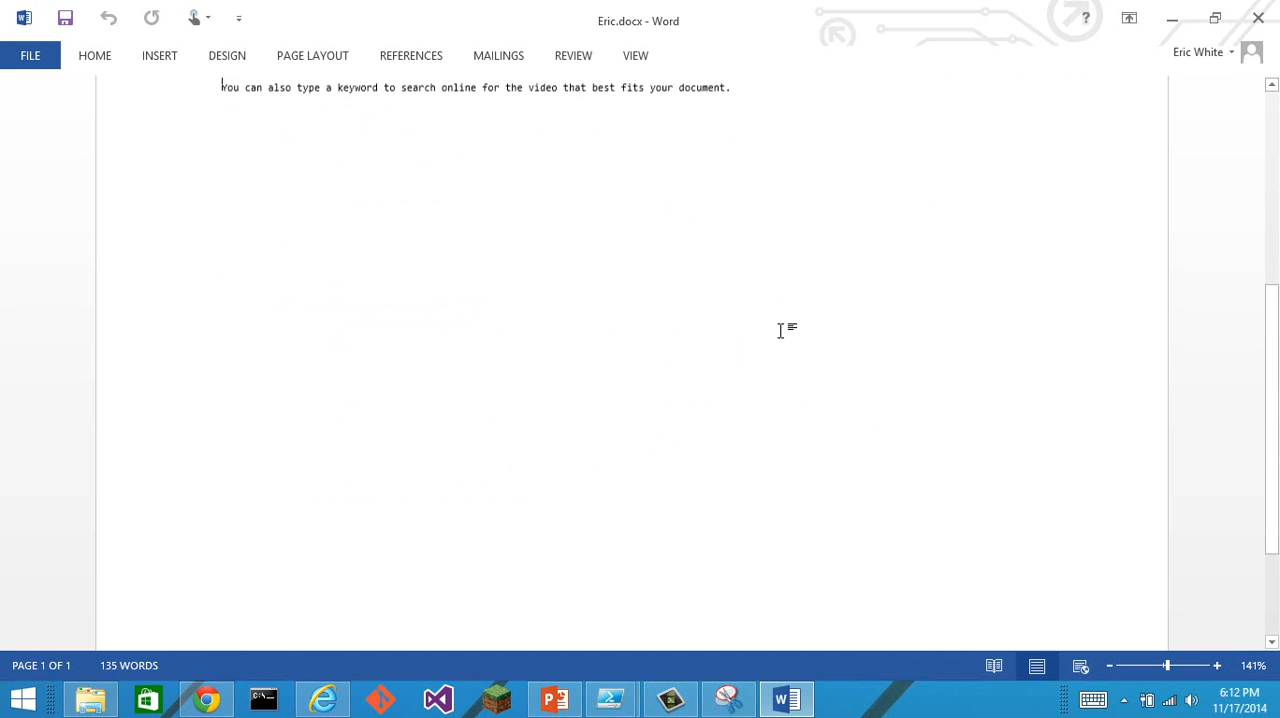 Eric.docx - Word
?
FILE HOME INSERT DESIGN PAGE LAYOUT REFERENCES MAILINGS REVIEW VIEW Eric White
You can also type a keyword to search online for the video that best fits your document.
PAGE 1 OF 1 135 WORDS 141%
6:12 PM
11/17/2014